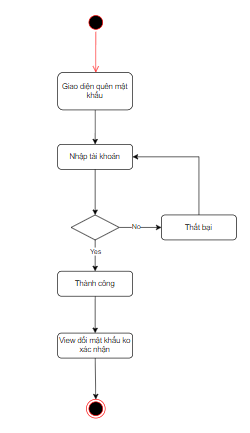 Giao diện quên mật
khẩu
Nhập tài khoản
No
Thất bại
Yes
Thành công
View đổi mật khẩu ko
xác nhận